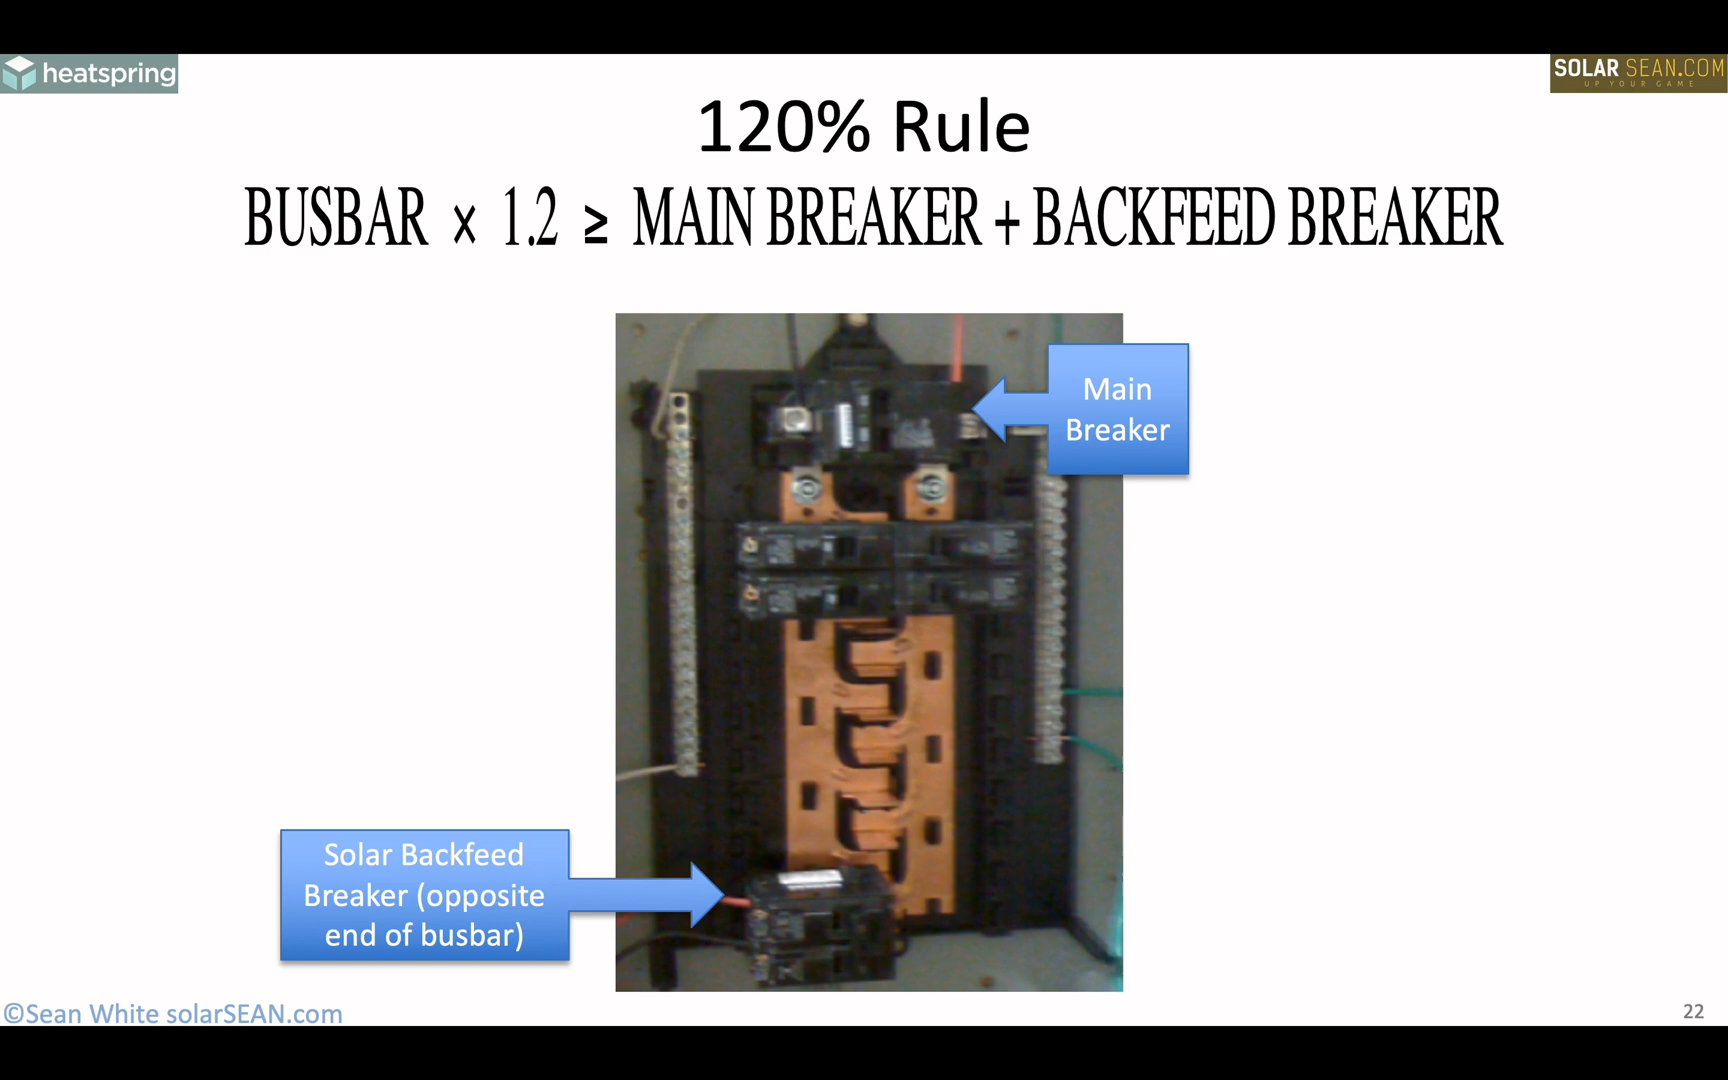 heatspring
SOLAR SEAN.COM
UP YOUR GAME
120% Rule
BUSBAR × 1.2 ≥ MAIN BREAKER + BACKFEED BREAKER
Main
Breaker
Solar Backfeed
Breaker (opposite
end of busbar)
©Sean White solarSEAN.com
22